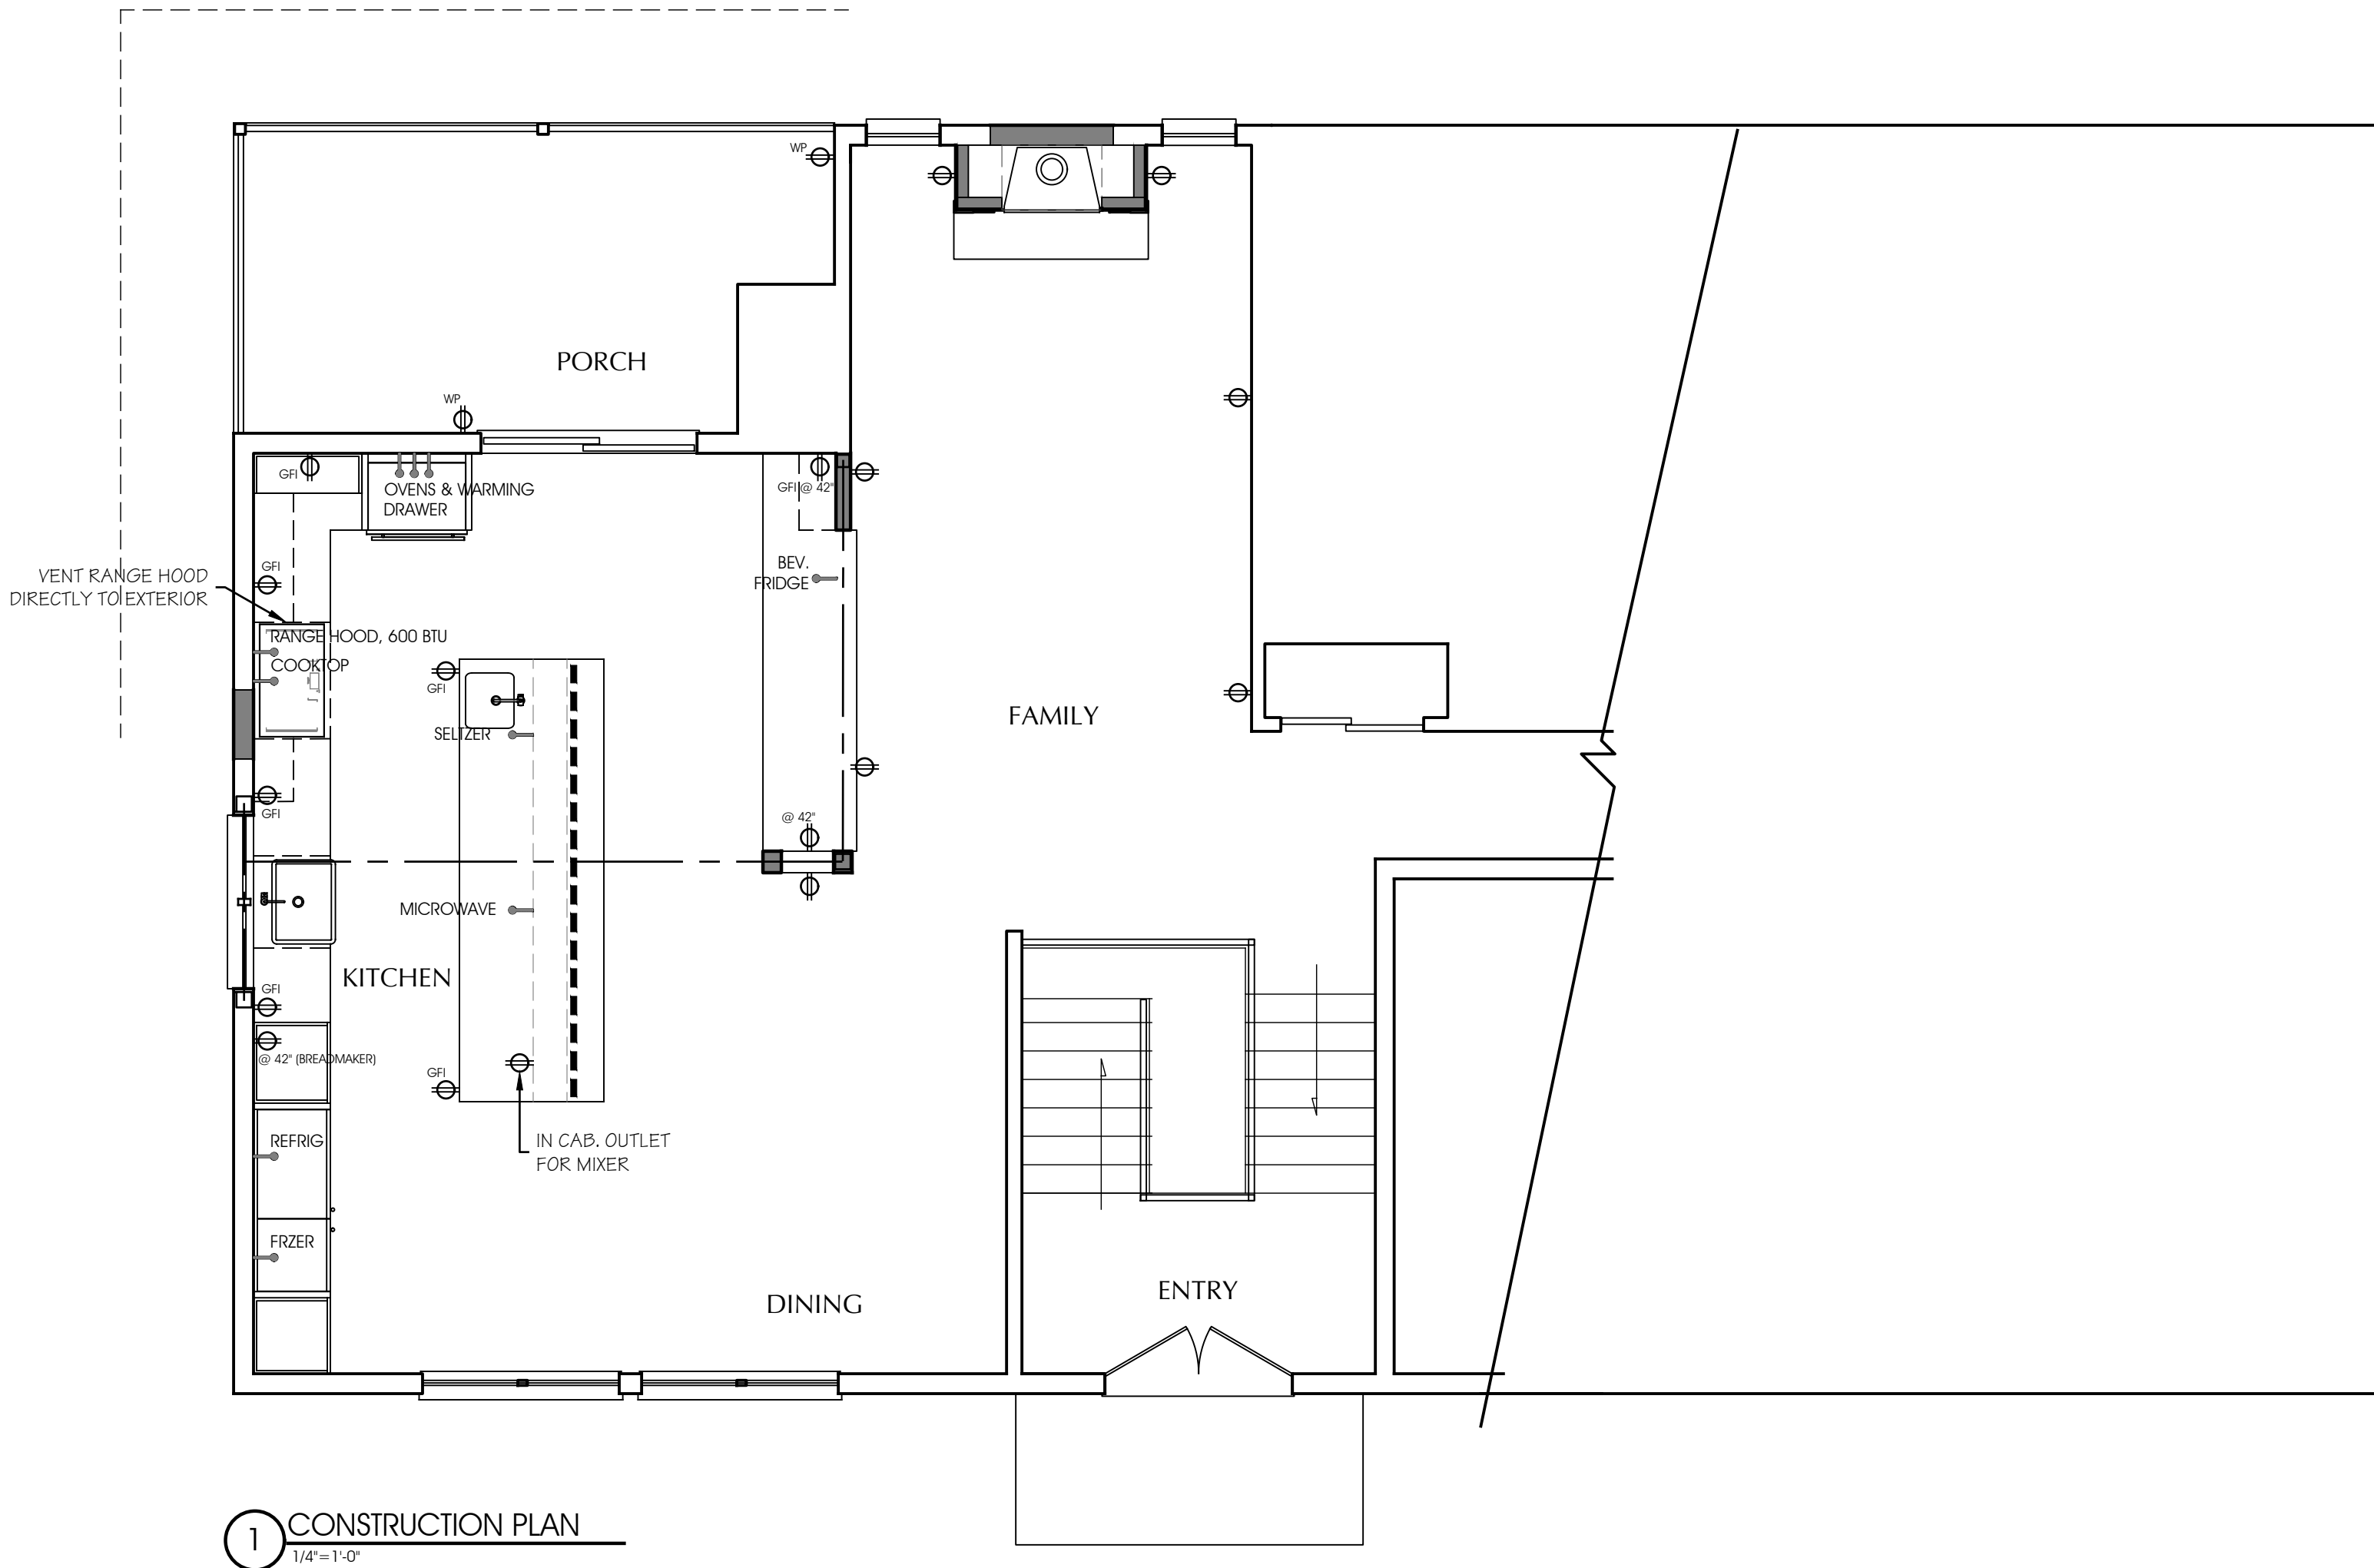 WP
PORCH
WP
GFI
OVENS & WARMING
DRAWER
GFI @ 42"
BEV.
FRIDGE
GFI
VENT RANGE HOOD
DIRECTLY TO EXTERIOR
RANGE HOOD, 600 BTU
COOKTOP
GFI
SELTZER
FAMILY
GFI
@ 42"
MICROWAVE
KITCHEN
GFI
@ 42" (BREADMAKER)
GFI
IN CAB. OUTLET
FOR MIXER
REFRIG
FRZER
DINING
ENTRY
1
CONSTRUCTION PLAN
1/4"=1'-0"